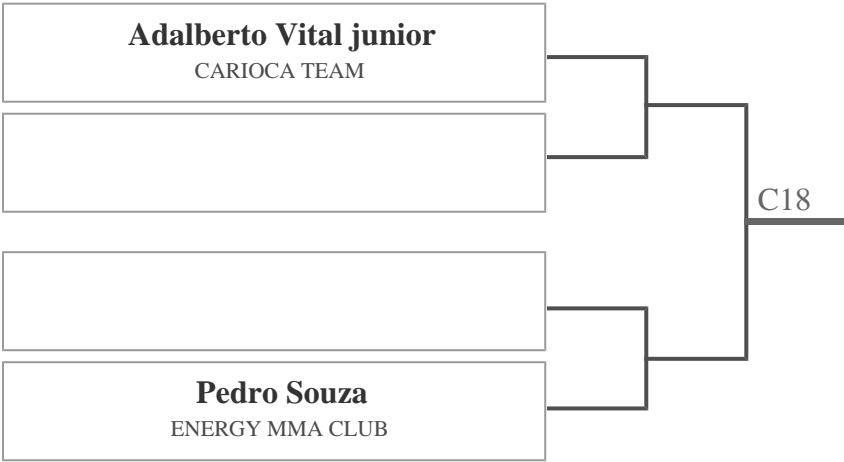 Adalberto Vital junior
CARIOCA TEAM
C18
Pedro Souza
ENERGY MMA CLUB